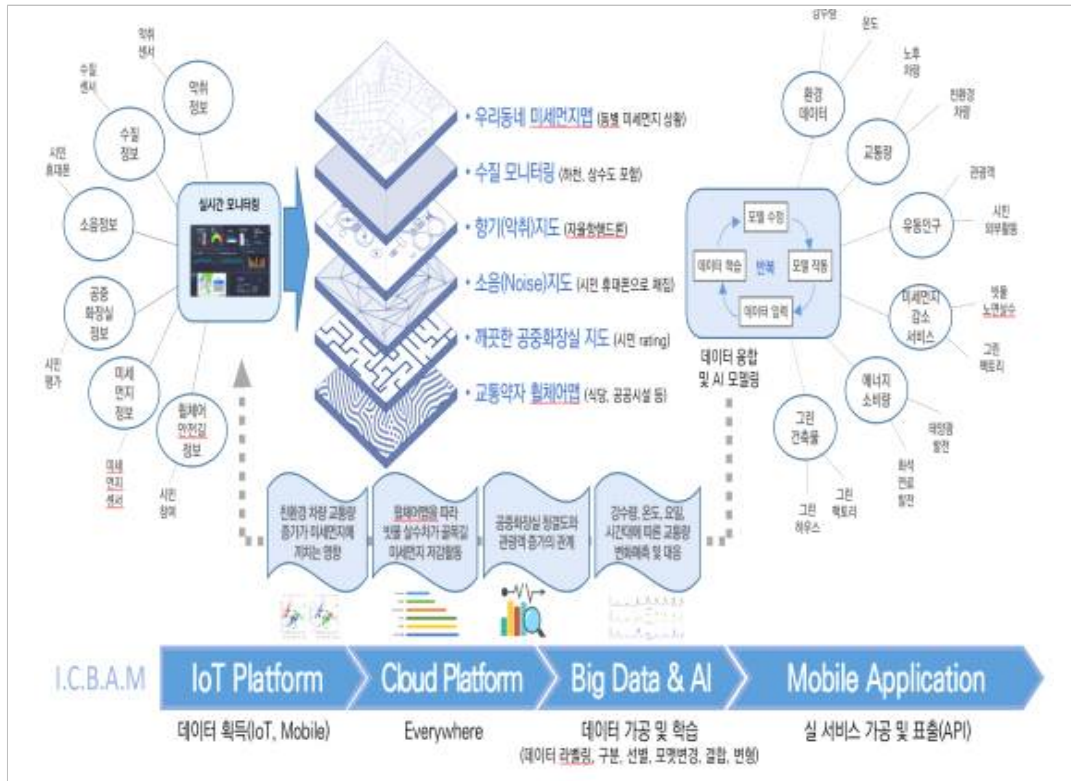 악취
센서
수질
센서
악취
정보
수질
정보
시민
휴대폰
소음정보
공중
화장실
정보
시민
평가
미세
먼지
정보
미세
먼지
센서
휠체어
안전길
정보
시민
참여
실시간 모니터링
• 우리동네 미세먼지맵 (동별 미세먼지 상황)
• 수질 모니터링 (하천, 상수도 포함)
• 향기(악취)지도 (자율항행드론)
• 소음(Noise)지도 (시민 휴대폰으로 채집)
• 깨끗한 공중화장실 지도 (시민 rating)
• 교통약자 휠체어맵 (식당, 공공시설 등)
강수량
온도
환경
데이터
노후
차량
친환경
차량
교통량
관광객
유동인구
시민
외부활동
미세먼지
감소
서비스
빗물
노면살수
그린
팩토리
에너지
소비량
태양광
발전
화석
연료
발전
그린
건축물
그린
팩토리
그린
하우스
모델 수정
데이터 학습
반복
모델 작동
데이터 입력
데이터 융합
및 AI 모델링
친환경 차량 교통량
증가가 미세먼지에
끼치는 영향
휠체어맵을 따라
빗물 살수차가 골목길
미세먼지 저감활동
공중화장실 청결도와
관광객 증가의 관계
강수량, 온도, 요일,
시간대에 따른 교통량
변화예측 및 대응
I.C.B.A.M
IoT Platform
Cloud Platform
Big Data & AI
Mobile Application
데이터 획득(IoT, Mobile)
Everywhere
데이터 가공 및 학습
(데이터 라벨링, 구분, 선별, 포맷변경, 결합, 변형)
실 서비스 가공 및 표출(API)